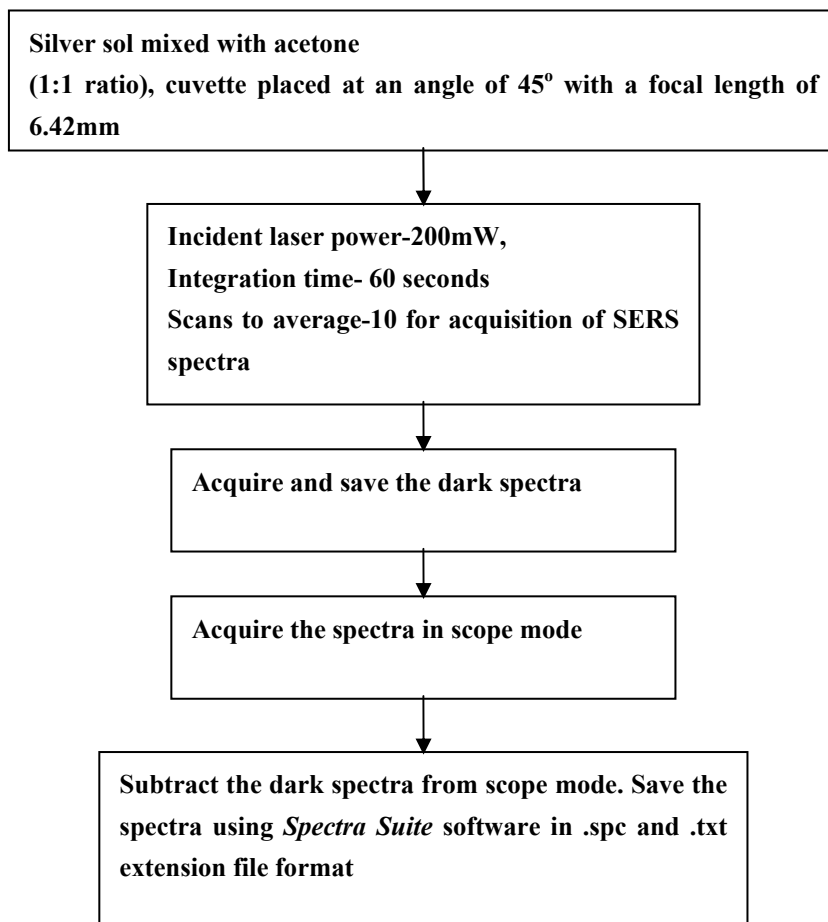 Silver sol mixed with acetone
(1:1 ratio), cuvette placed at an angle of 45° with a focal length of
6.42mm
Incident laser power-200mW,
Integration time- 60 seconds
Scans to average-10 for acquisition of SERS
spectra
Acquire and save the dark spectra
Acquire the spectra in scope mode
Subtract the dark spectra from scope mode. Save the
spectra using Spectra Suite software in .spc and .txt
extension file format